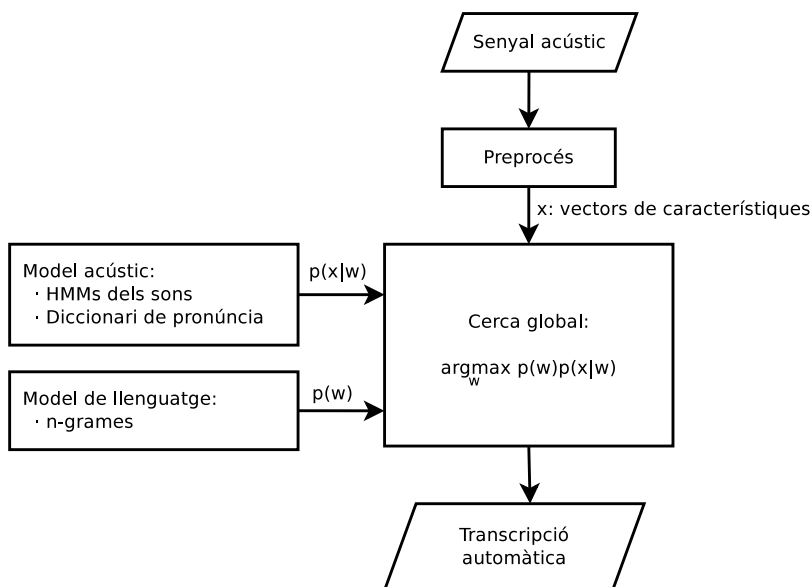 Senyal acústic
Preprocés
x: vectors de característiques
Model acústic:
· HMMs dels sons
· Diccionari de pronúncia
p(x|w)
Cerca global:
argmax p(w)p(x|w)
w
Model de llenguatge:
· n-grames
p(w)
Transcripció
automàtica